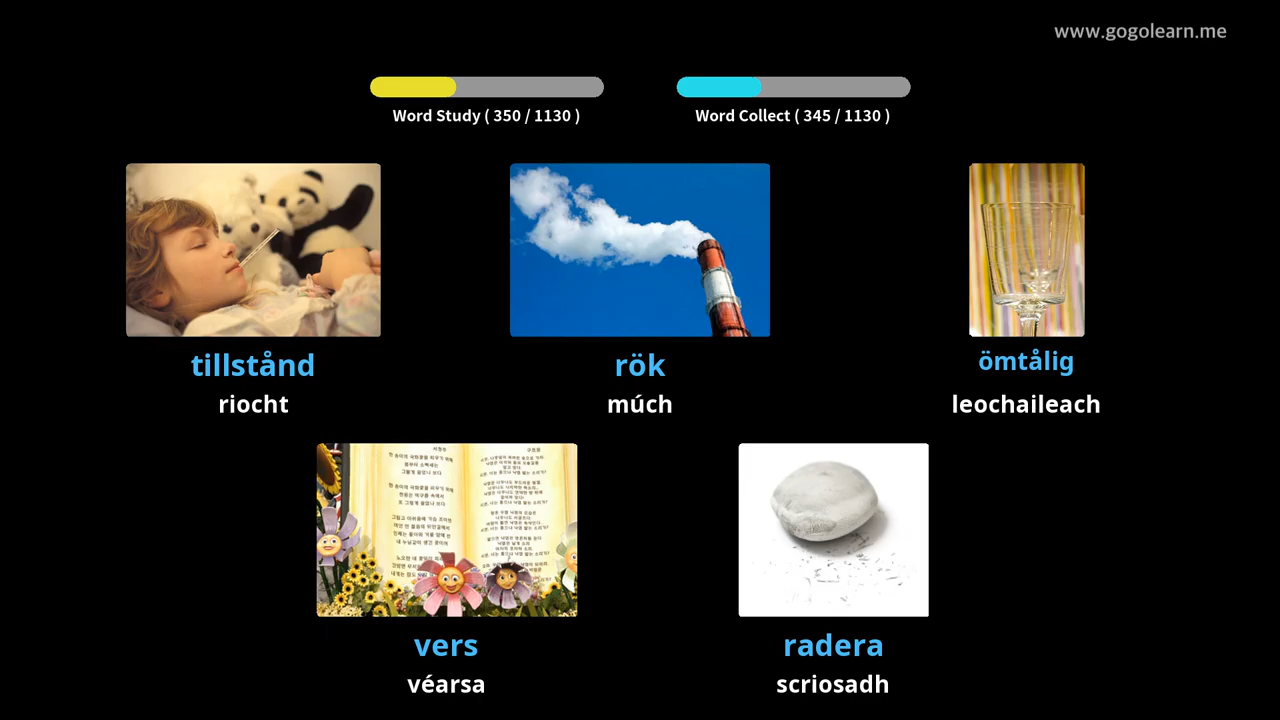 www.gogolearn.me
Word Study ( 350 / 1130 )
Word Collect ( 345 / 1130 )
tillstånd
rök
ömtålig
riocht
múch
leochaileach
vers
radera
véarsa
scriosadh